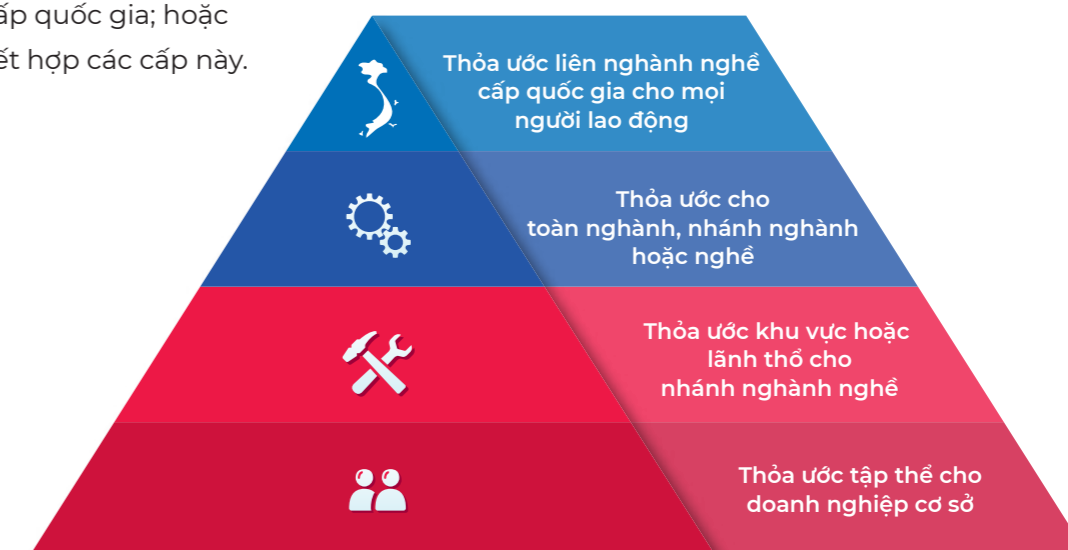 ấp quốc gia; hoặc
ết hợp các cấp này.
Thỏa ước liên nghành nghề
cấp quốc gia cho mọi
người lao động
Thỏa ước cho
toàn nghành, nhánh nghành
hoặc nghề
Thỏa ước khu vực hoặc
lãnh thổ cho
nhánh nghành nghề
Thỏa ước tập thể cho
doanh nghiệp cơ sở